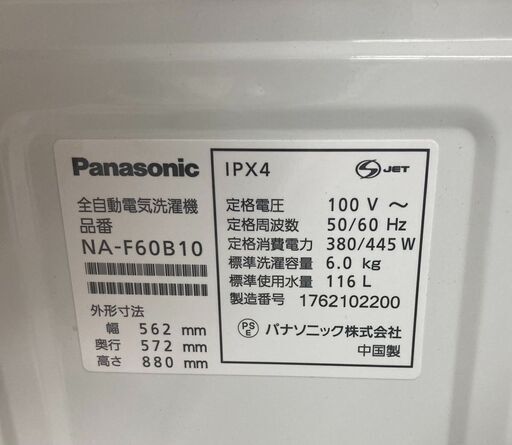 Panasonic
全自動電気洗濯機
品番
NA-F60B10
外形寸法
幅 562 mm
奥行 572 mm
高さ 880 mm
IPX4
S JET
定格電圧 100 V ～
定格周波数 50/60 Hz
定格消費電力 380/445 W
標準洗濯容量 6.0 kg
標準使用水量 116 L
製造番号 1762102200
PSE パナソニック株式会社
中国製